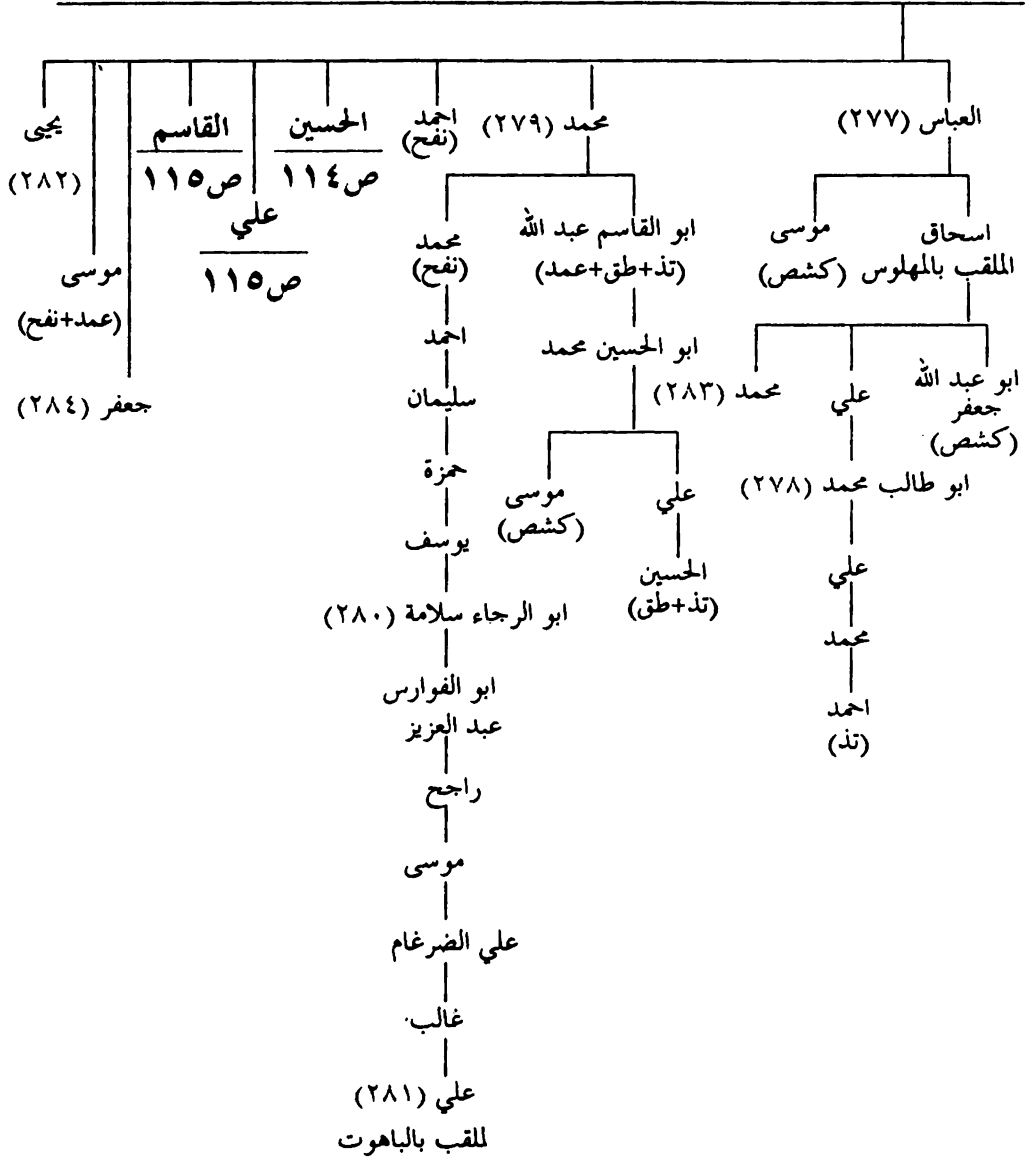 العباس (٢٧٧)
محمد (٢٧٩)
احمد
(نفح)
الحسين
ص١١٤
علي
ص١١٥
القاسم
ص١١٥
جعفر (٢٨٤)
موسى
(عمد+نفح)
يحيى
(٢٨٢)
اسحاق
الملقب بالمهلوس
موسى
(كشص)
ابو عبد الله
جعفر
(كشص)
علي
محمد (٢٨٣)
ابو طالب محمد (٢٧٨)
علي
محمد
احمد
(تذ)
ابو القاسم عبد الله
(تذ+طق+عمد)
ابو الحسين محمد
علي
موسى
(كشص)
الحسين
(تذ+طق)
محمد
(نفح)
احمد
سليمان
حمزة
يوسف
ابو الرجاء سلامة (٢٨٠)
ابو الفوارس
عبد العزيز
راجح
موسى
علي الضرغام
غالب
علي (٢٨١)
لملقب بالباهوت